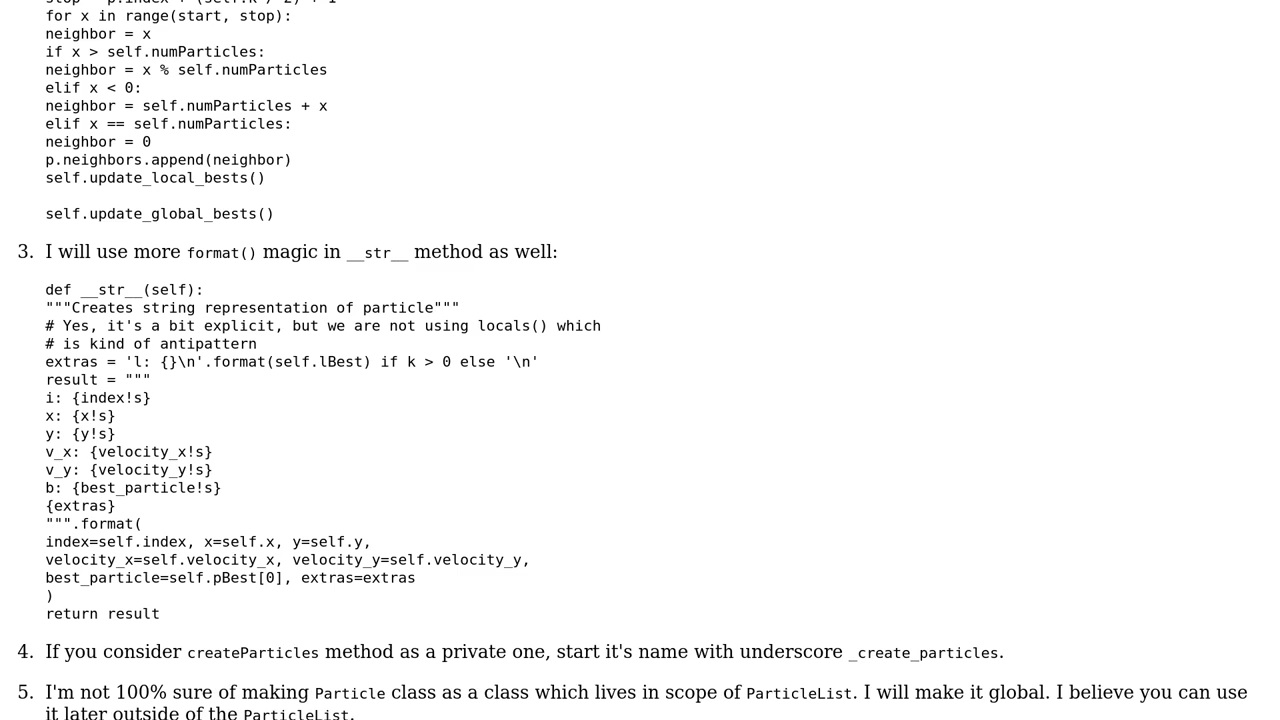 stop = p.index + (self.k / 2) + 1
for x in range(start, stop):
neighbor = x
if x > self.numParticles:
neighbor = x % self.numParticles
elif x < 0:
neighbor = self.numParticles + x
elif x == self.numParticles:
neighbor = 0
p.neighbors.append(neighbor)
self.update_local_bests()
self.update_global_bests()
3. I will use more format() magic in __str__ method as well:
def __str__(self):
"""Creates string representation of particle"""
# Yes, it's a bit explicit, but we are not using locals() which
# is kind of antipattern
extras = 'l: {}\n'.format(self.lBest) if k > 0 else '\n'
result = """
i: {index!s}
x: {x!s}
y: {y!s}
v_x: {velocity_x!s}
v_y: {velocity_y!s}
b: {best_particle!s}
{extras}
""".format(
index=self.index, x=self.x, y=self.y,
velocity_x=self.velocity_x, velocity_y=self.velocity_y,
best_particle=self.pBest[0], extras=extras
)
return result
4. If you consider createParticles method as a private one, start it's name with underscore _create_particles.
5. I'm not 100% sure of making Particle class as a class which lives in scope of ParticleList. I will make it global. I believe you can use
it later outside of the ParticleList.